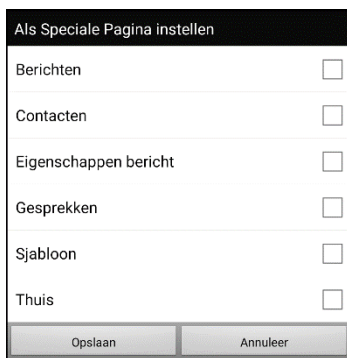 Als Speciale Pagina instellen
Berichten
Contacten
Eigenschappen bericht
Gesprekken
Sjabloon
Thuis
Opslaan Annuleer